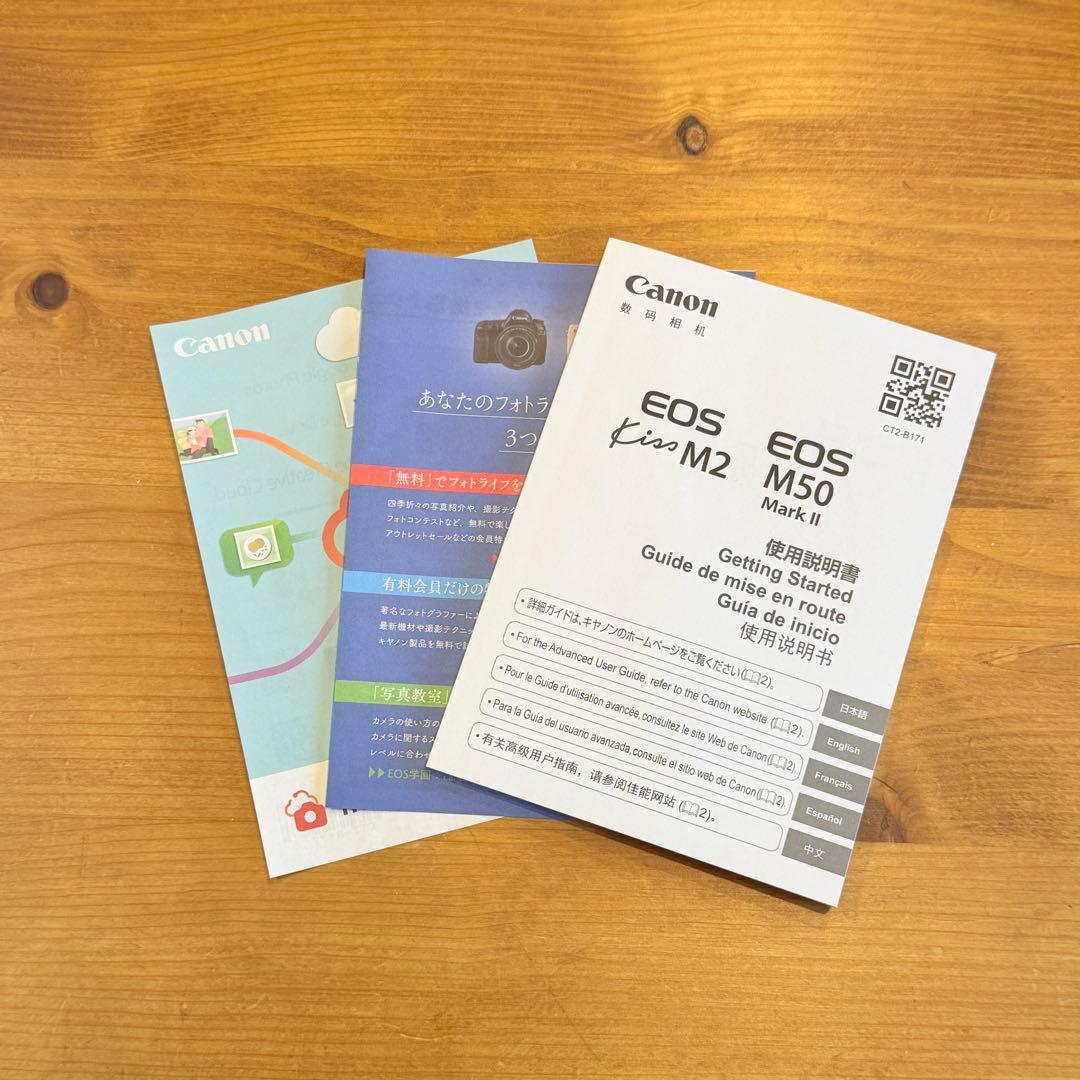 Canon
数码相机
CT2-B171
EOS
Kiss M2
EOS
M50
Mark II
使用説明書
Getting Started
Guide de mise en route
Guía de inicio
使用说明书
• 詳細ガイドは、キヤノンのホームページをご覧ください(2)。
• For the Advanced User Guide, refer to the Canon website (2).
• Pour le Guide d'utilisation avancée, consultez le site Web de Canon(2).
• Para la Guía del usuario avanzada, consulte el sitio web de Canon(2).
• 有关高级用户指南，请参阅佳能网站 (2)。
日本語
English
Français
Español
中文
Canon
あなたのフォトラ
3つ
「無料」でフォトライフを
四季折々の写真紹介や、撮影テク
フォトコンテストなど、無料で楽し
アウトレットセールなどの会員特
有料会員だけの
著名なフォトグラファーによ
最新機材や撮影テクニ
キヤノン製品を無料で
「写真教室」
カメラの使い方の
カメラに関するス
レベルに合わせ
▶▶EOS学園
Canon